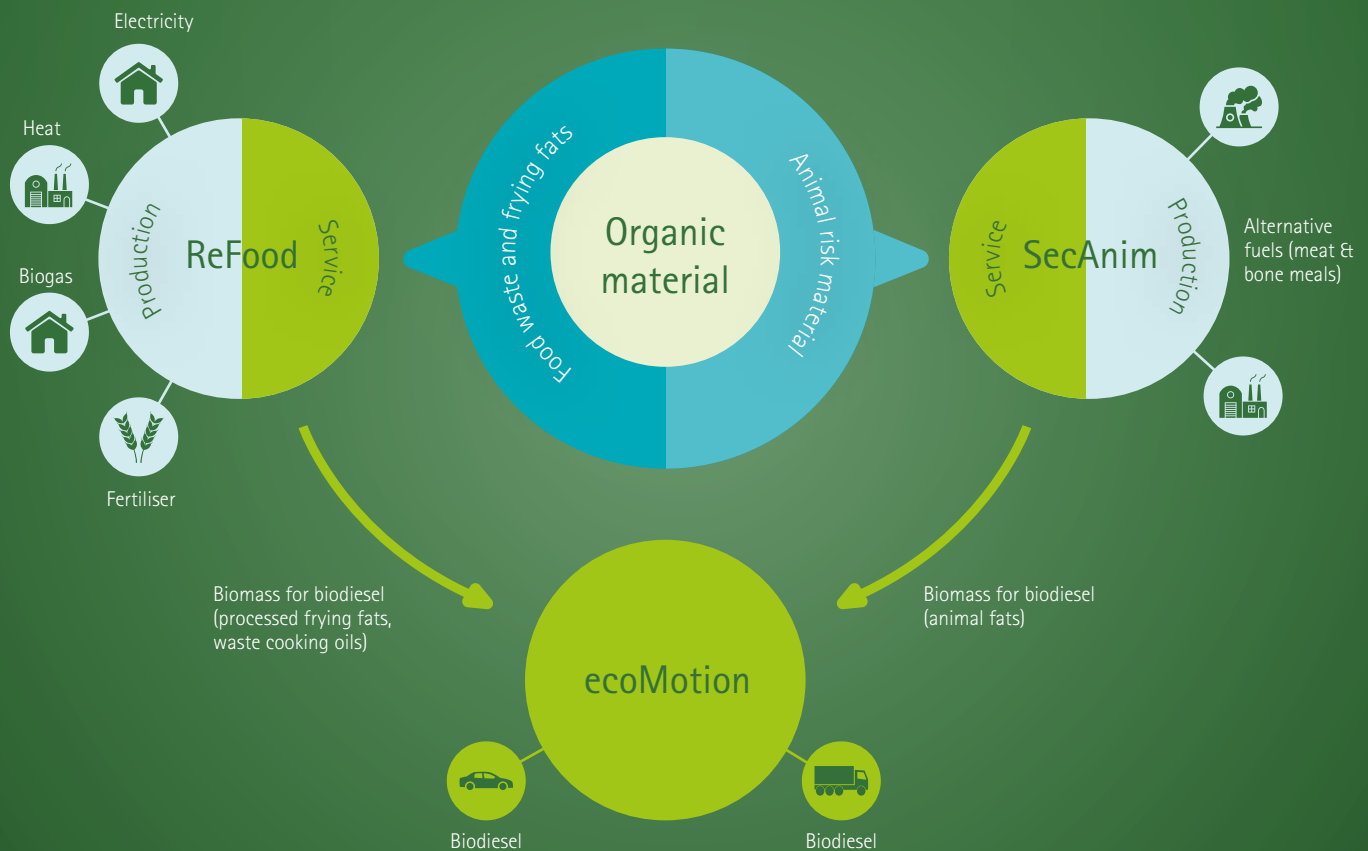 Electricity
Heat
Biogas
Fertiliser
Production
ReFood
Service
Food waste and frying fats
Organic
material
Animal risk material
Service
SecAnim
Production
Alternative
fuels (meat &
bone meals)
Biomass for biodiesel
(processed frying fats,
waste cooking oils)
Biomass for biodiesel
(animal fats)
ecoMotion
Biodiesel
Biodiesel